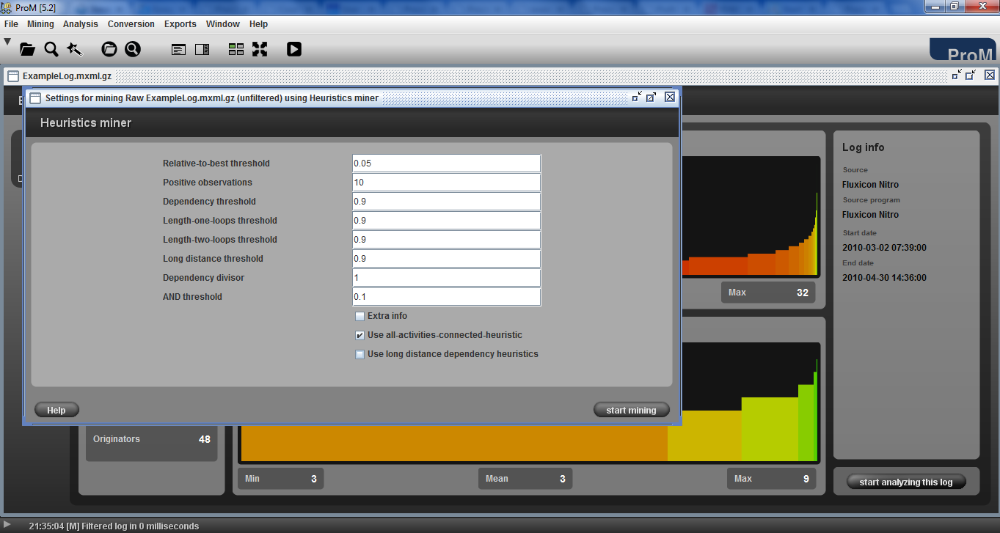 ProM [5.2]
File Mining Analysis Conversion Exports Window Help
ProM
ExampleLog.mxml.gz
Settings for mining Raw ExampleLog.mxml.gz (unfiltered) using Heuristics miner
Heuristics miner
Relative-to-best threshold 0.05
Positive observations 10
Dependency threshold 0.9
Length-one-loops threshold 0.9
Length-two-loops threshold 0.9
Long distance threshold 0.9
Dependency divisor 1
AND threshold 0.1
Extra info
Use all-activities-connected-heuristic
Use long distance dependency heuristics
Help start mining
Log info
Source
Fluxicon Nitro
Source program
Fluxicon Nitro
Start date
2010-03-02 07:39:00
End date
2010-04-30 14:36:00
Max 32
Originators 48
Min 3 Mean 3 Max 9
start analyzing this log
21:35:04 [M] Filtered log in 0 milliseconds